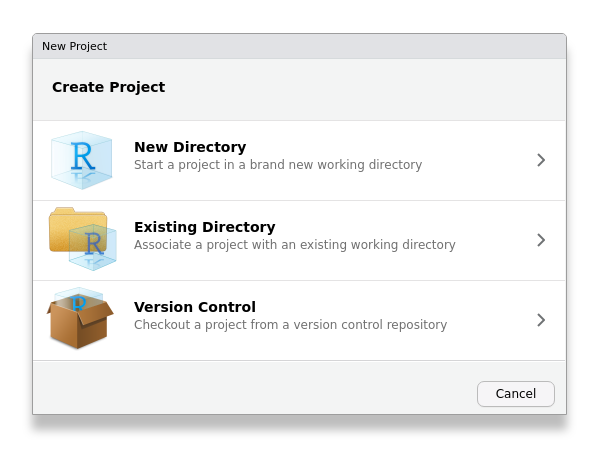 New Project
Create Project
R
New Directory
Start a project in a brand new working directory
R
Existing Directory
Associate a project with an existing working directory
R
Version Control
Checkout a project from a version control repository
Cancel